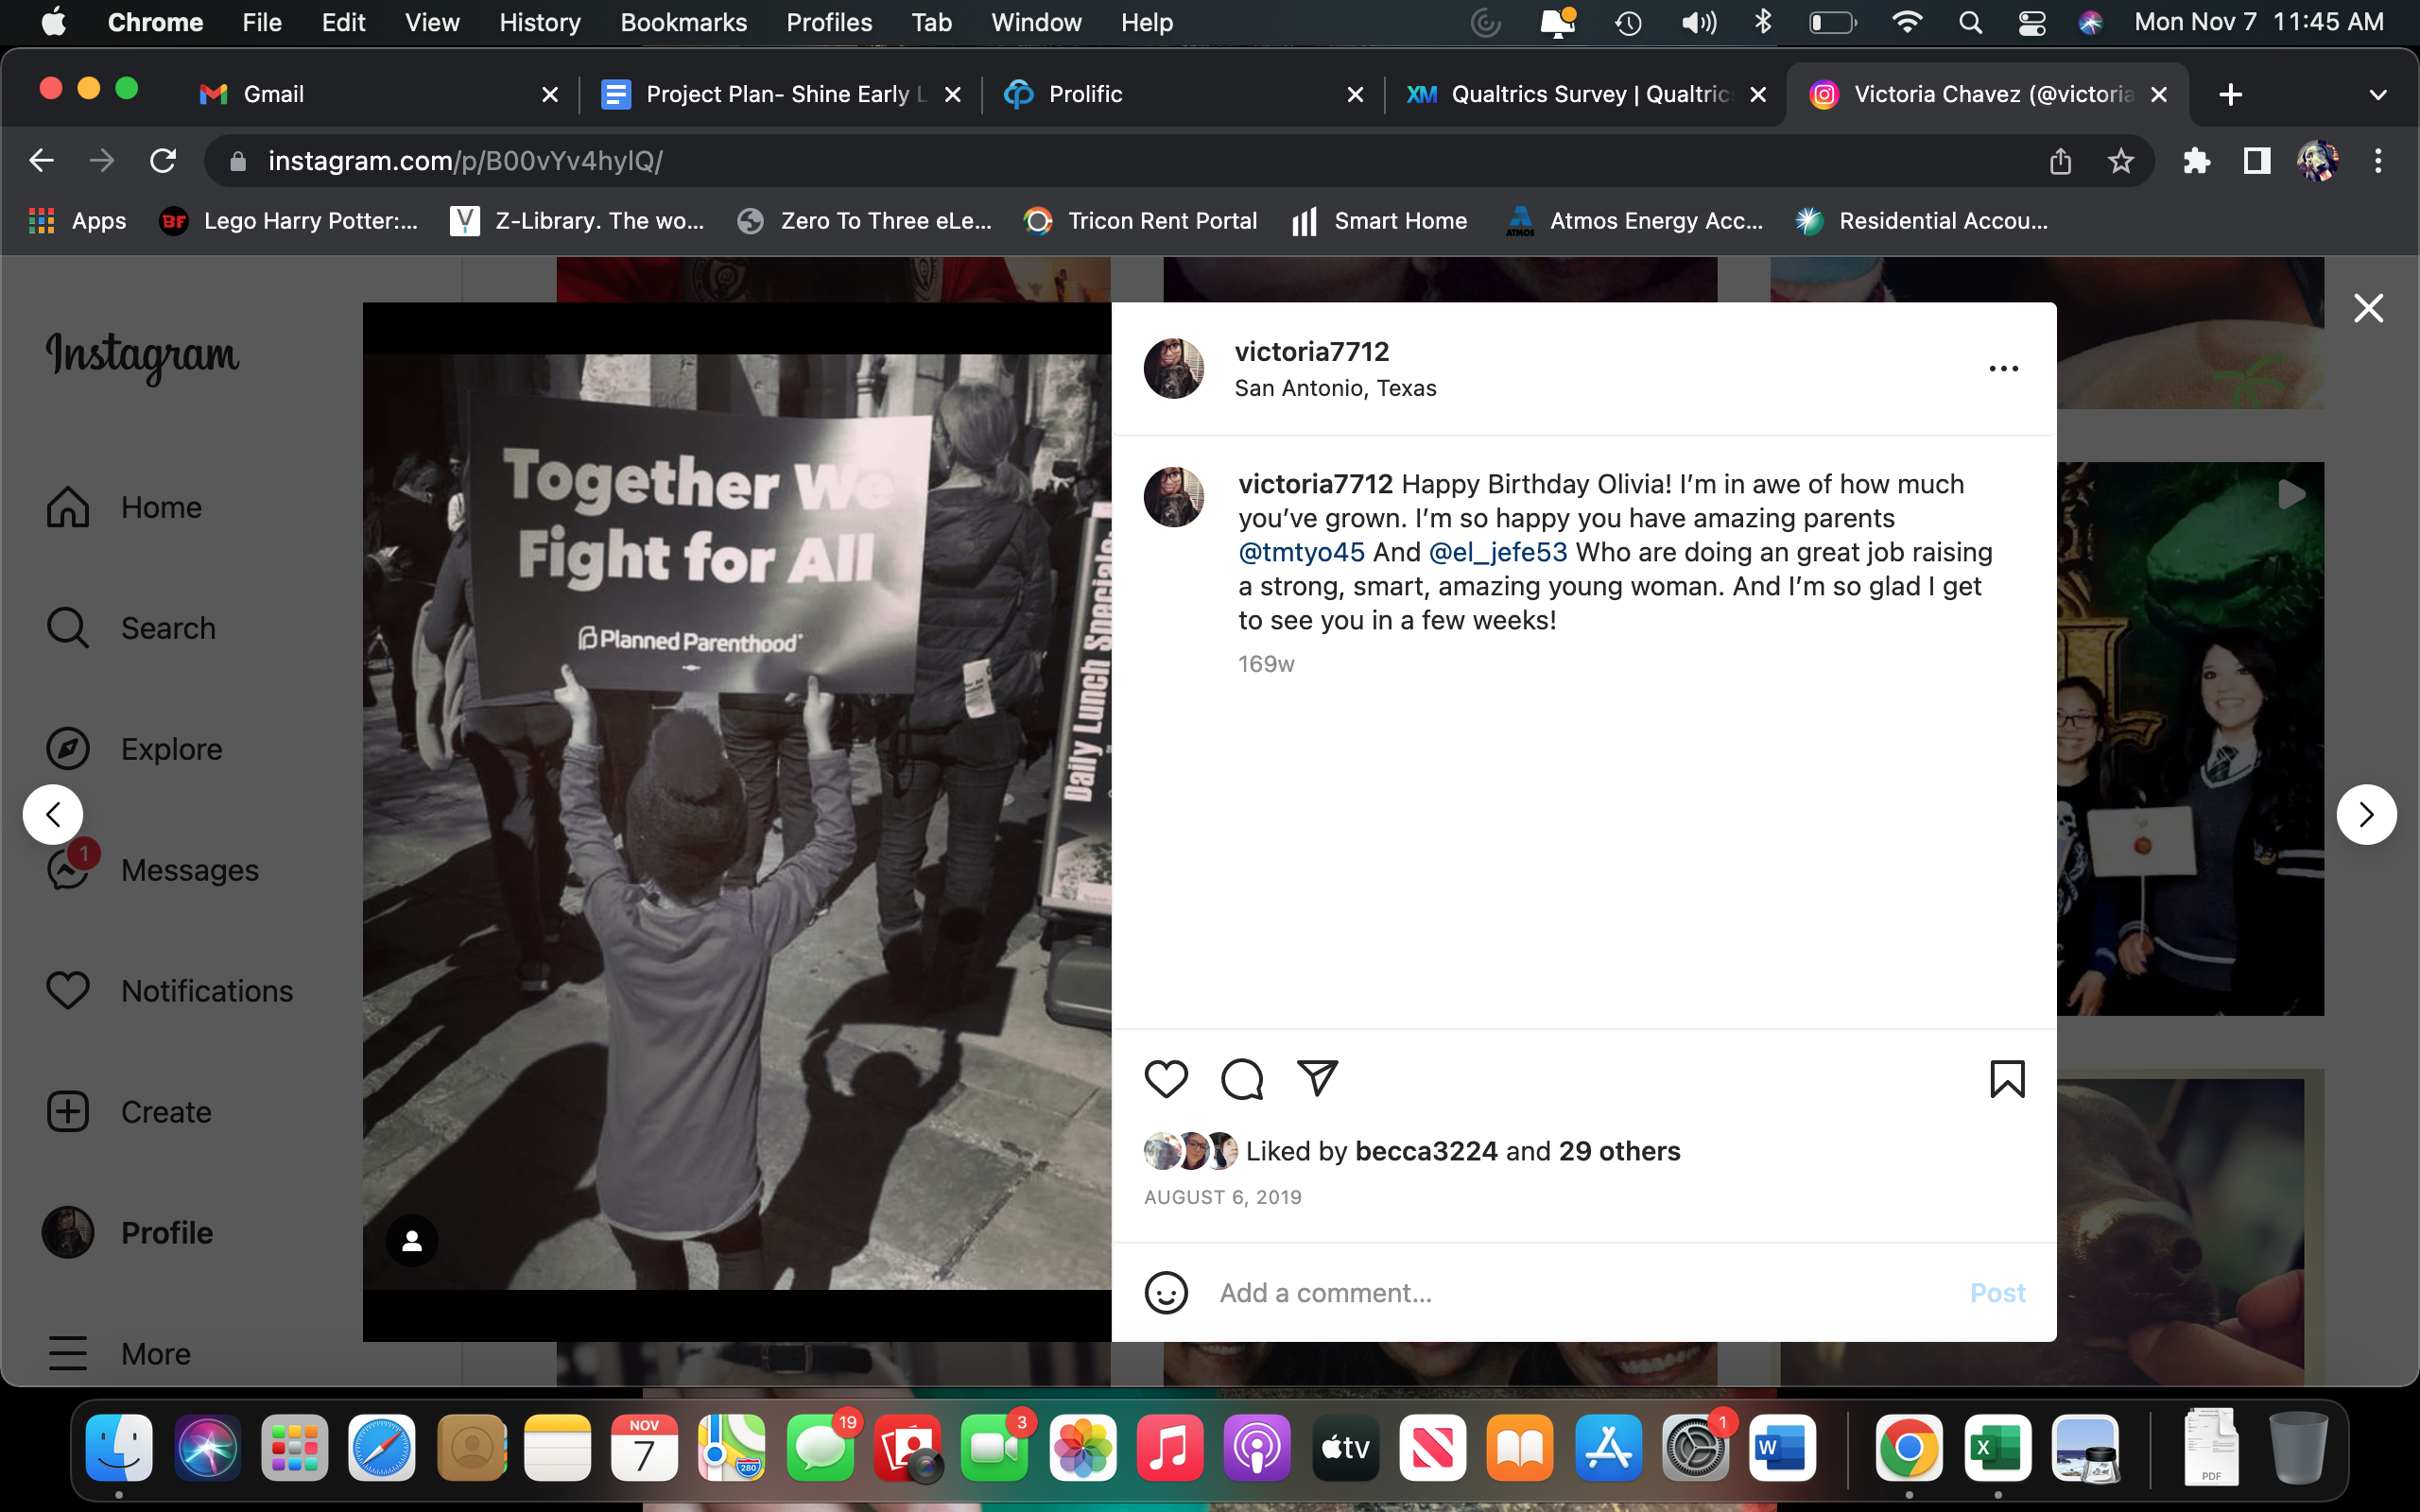 Chrome File Edit View History Bookmarks Profiles Tab Window Help Mon Nov 7 11:45 AM
Gmail Project Plan- Shine Early L Prolific Qualtrics Survey | Qualtrics Victoria Chavez (@victoria
instagram.com/p/B00vYv4hylQ/
Apps Lego Harry Potter:... Z-Library. The wo... Zero To Three eLe... Tricon Rent Portal Smart Home Atmos Energy Acc... Residential Accou...
Instagram
Home
Search
Explore
1
Messages
Notifications
Create
Profile
More
Together We
Fight for All
Planned Parenthood
Daily Lunch Specials
victoria7712
San Antonio, Texas
victoria7712 Happy Birthday Olivia! I’m in awe of how much
you’ve grown. I’m so happy you have amazing parents
@tmtyo45 And @el_jefe53 Who are doing an great job raising
a strong, smart, amazing young woman. And I’m so glad I get
to see you in a few weeks!
169w
Liked by becca3224 and 29 others
AUGUST 6, 2019
Add a comment... Post
NOV
7
280
19
3
tv
1
W
X
PDF